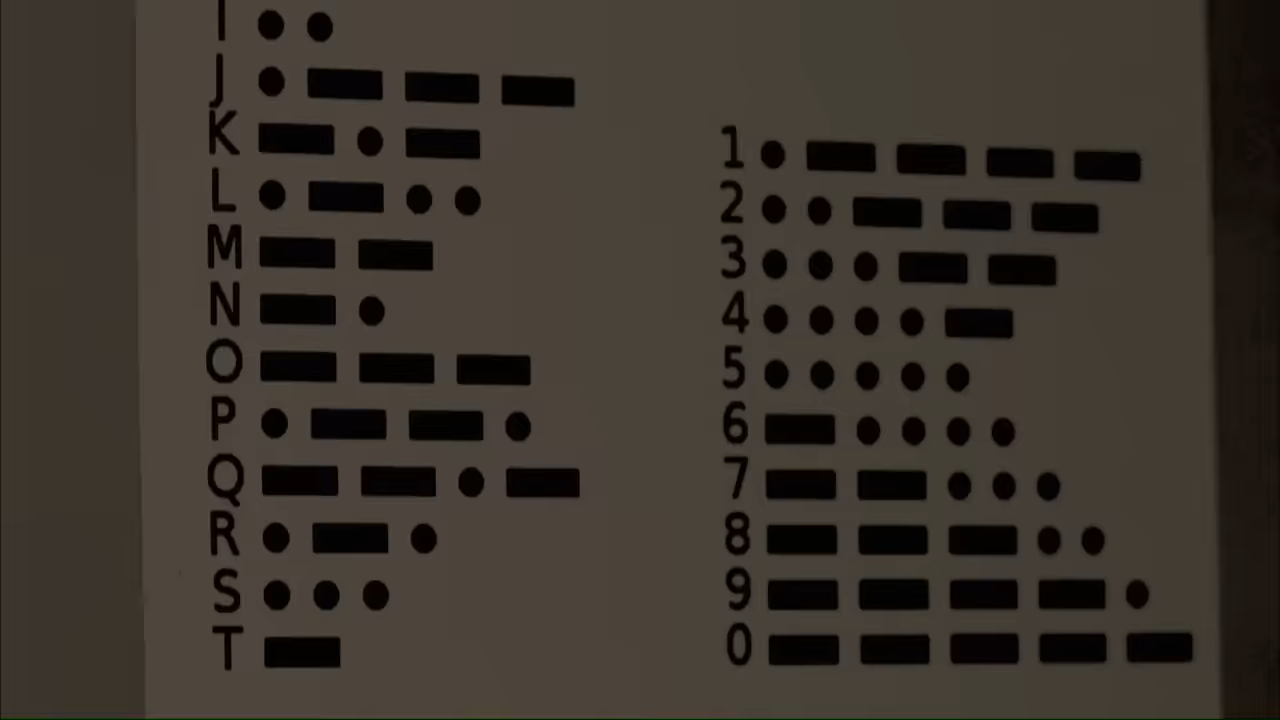 I ● ●
J ● ▬ ▬ ▬
K ▬ ● ▬
L ● ▬ ● ●
M ▬ ▬
N ▬ ●
O ▬ ▬ ▬
P ● ▬ ▬ ●
Q ▬ ▬ ● ▬
R ● ▬ ●
S ● ● ●
T ▬
1 ● ▬ ▬ ▬ ▬
2 ● ● ▬ ▬ ▬
3 ● ● ● ▬ ▬
4 ● ● ● ● ▬
5 ● ● ● ● ●
6 ▬ ● ● ● ●
7 ▬ ▬ ● ● ●
8 ▬ ▬ ▬ ● ●
9 ▬ ▬ ▬ ▬ ●
0 ▬ ▬ ▬ ▬ ▬